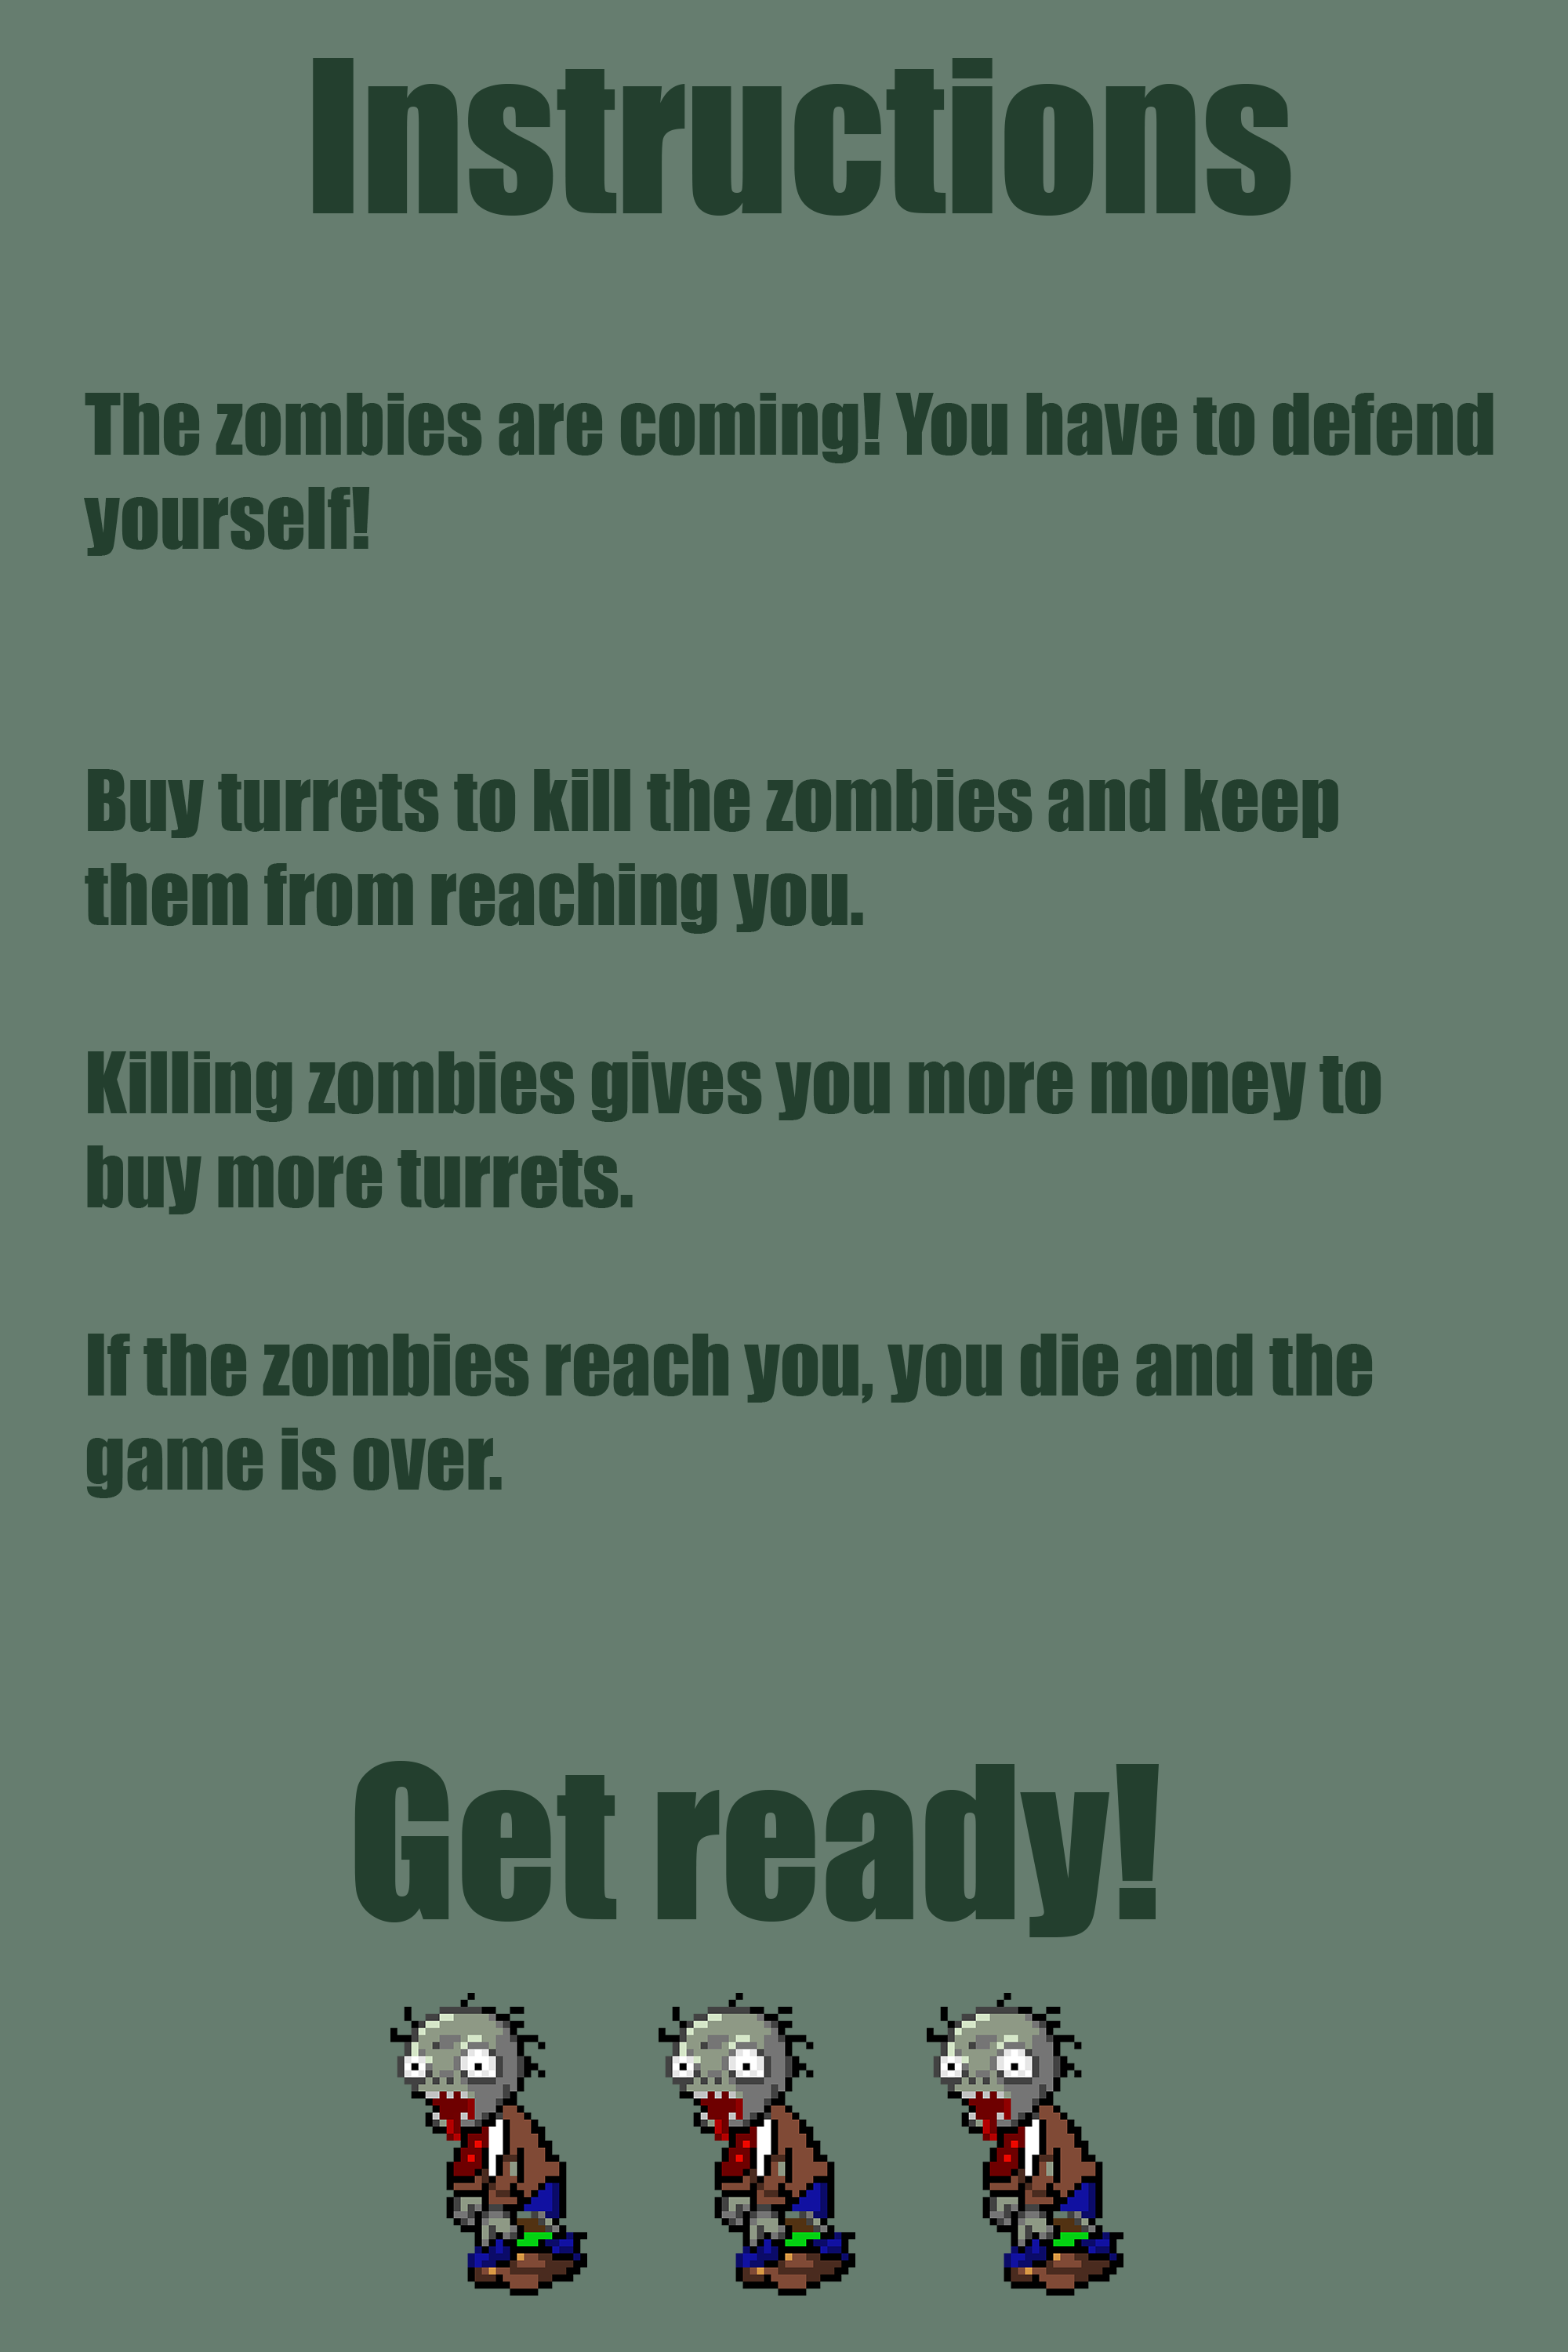 Instructions
The zombies are coming! You have to defend
yourself!
Buy turrets to kill the zombies and keep
them from reaching you.
Killing zombies gives you more money to
buy more turrets.
If the zombies reach you, you die and the
game is over.
Get ready!